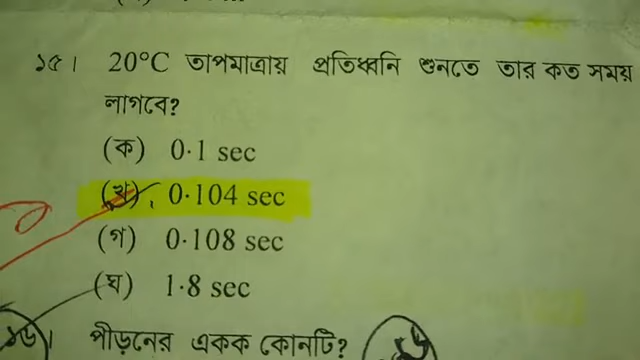 ১৫। 20°C তাপমাত্রায় প্রতিধ্বনি শুনতে তার কত সময়
লাগবে?
(ক) 0·1 sec
(খ) 0·104 sec
(গ) 0·108 sec
(ঘ) 1·8 sec
১৬। পীড়নের একক কোনটি?